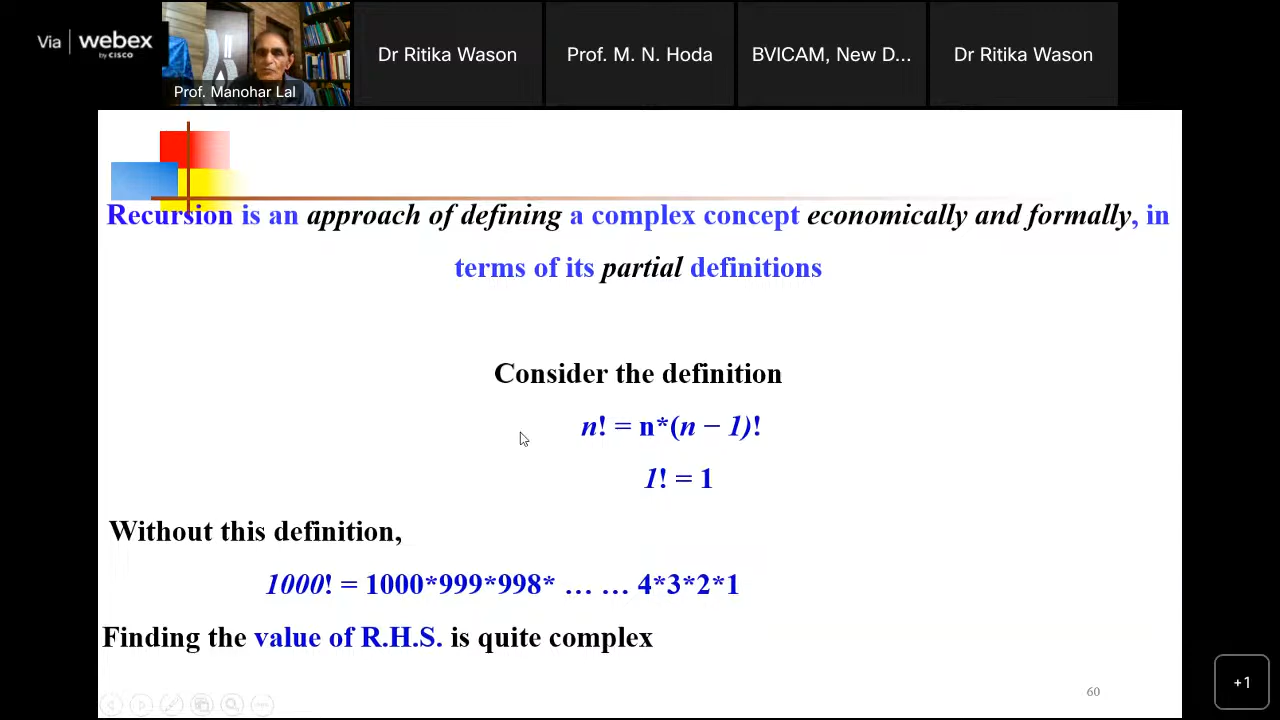 Via webex
by CISCO
Prof. Manohar Lal
Dr Ritika Wason
Prof. M. N. Hoda
BVICAM, New D...
Dr Ritika Wason
Recursion is an approach of defining a complex concept economically and formally, in
terms of its partial definitions
Consider the definition
n! = n*(n − 1)!
1! = 1
Without this definition,
1000! = 1000*999*998* … … 4*3*2*1
Finding the value of R.H.S. is quite complex
60
+1